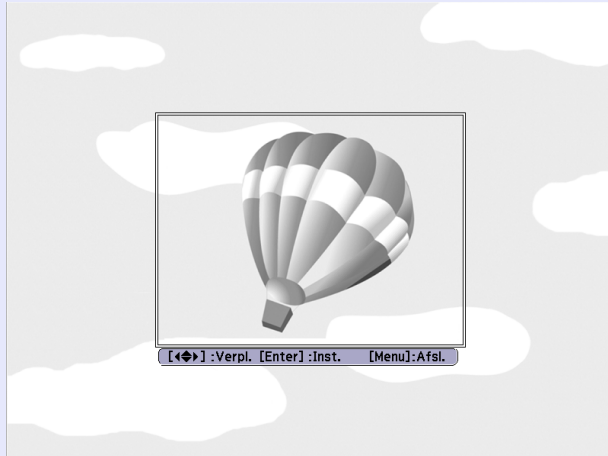 [◀◆▶] :Verpl. [Enter] :Inst. [Menu]:Afsl.